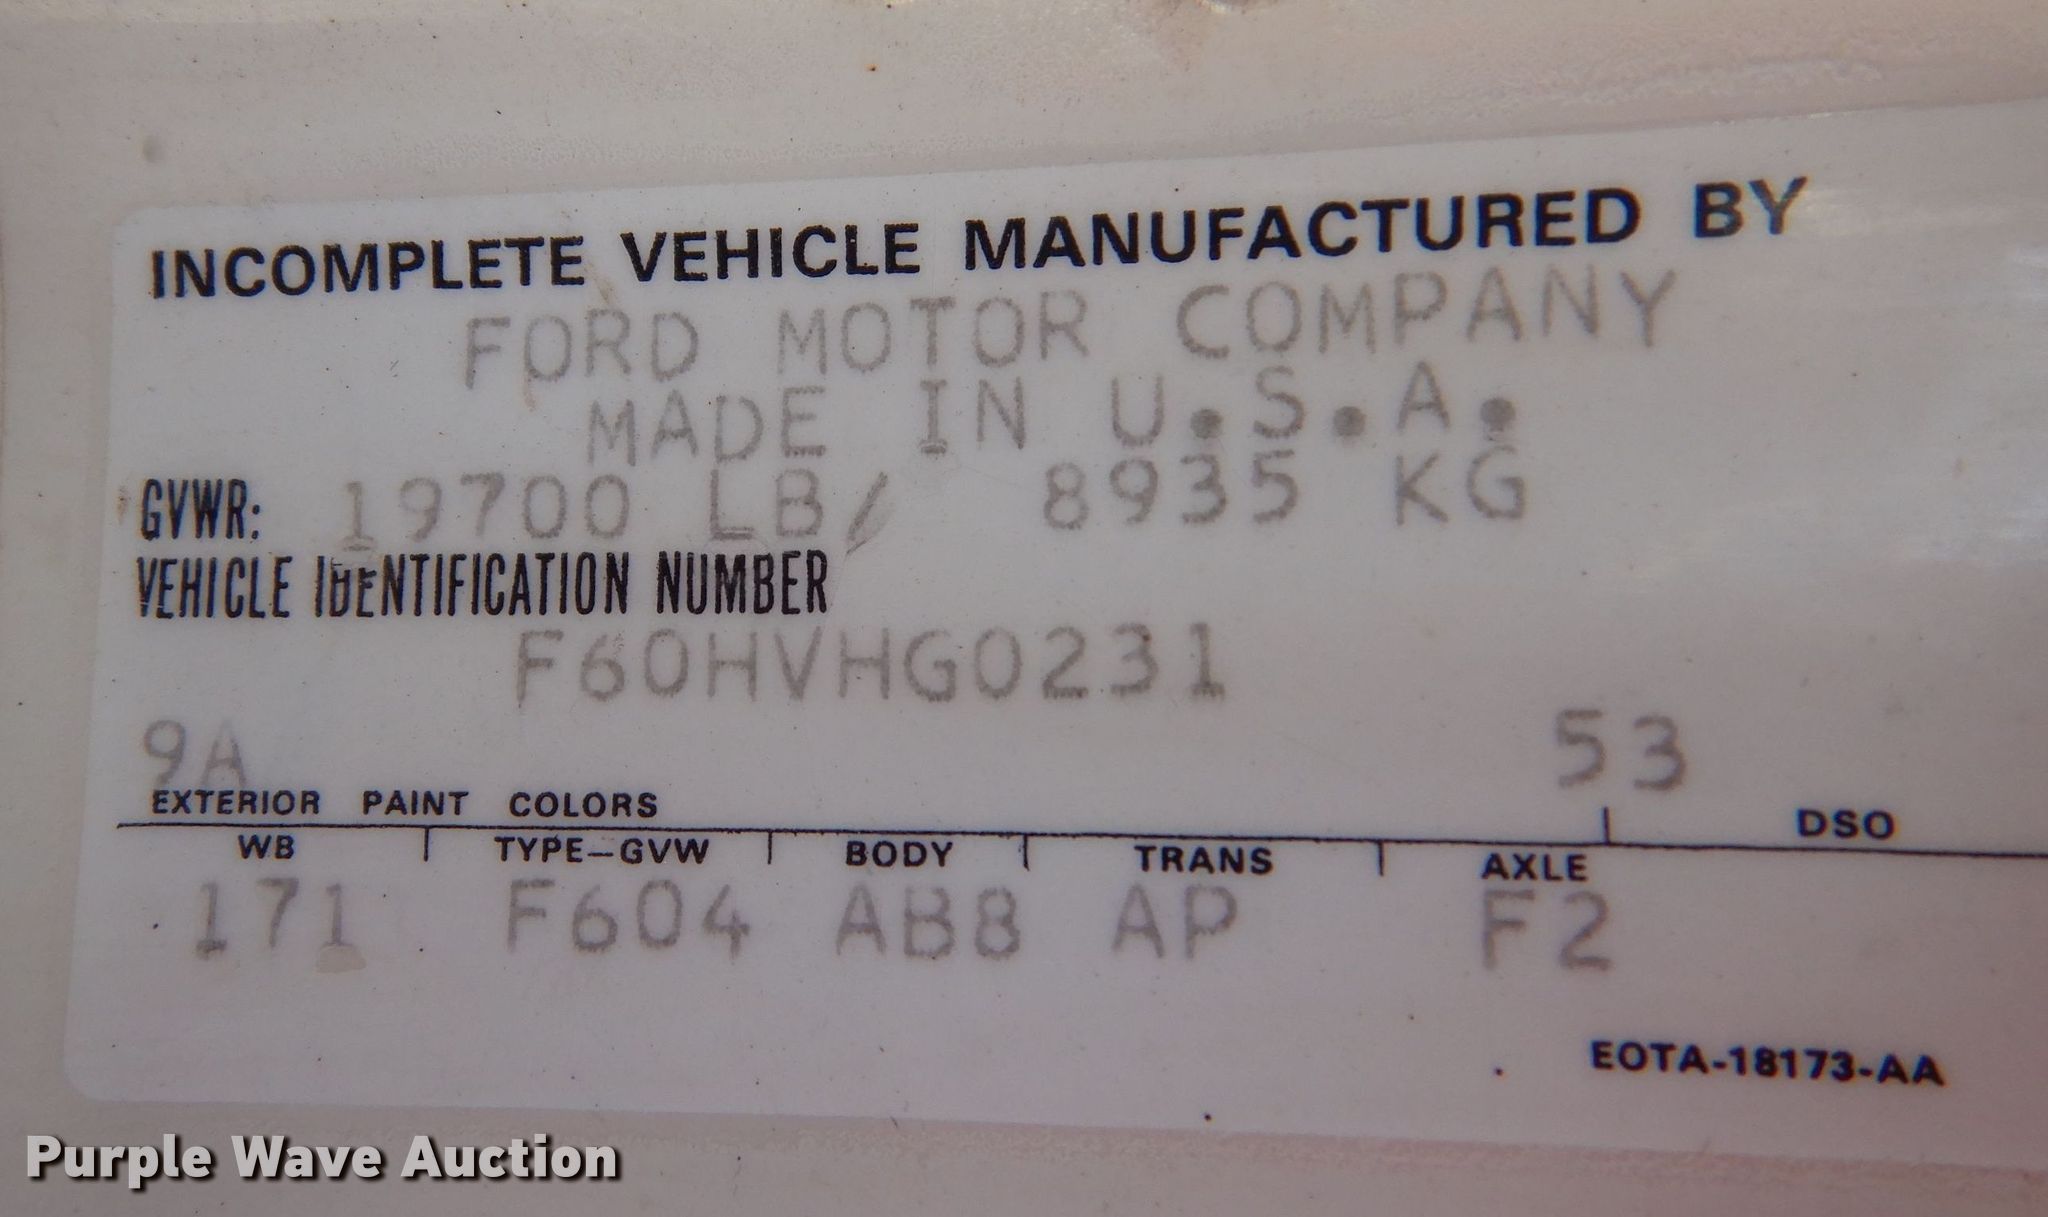 INCOMPLETE VEHICLE MANUFACTURED BY
FORD MOTOR COMPANY
MADE IN U.S.A.
GVWR: 19700 LB/ 8935 KG
VEHICLE IDENTIFICATION NUMBER
F60HVHG0231
9A 53
EXTERIOR PAINT COLORS DSO
WB TYPE-GVW BODY TRANS AXLE
171 F604 AB8 AP F2
EOTA-18173-AA
Purple Wave Auction